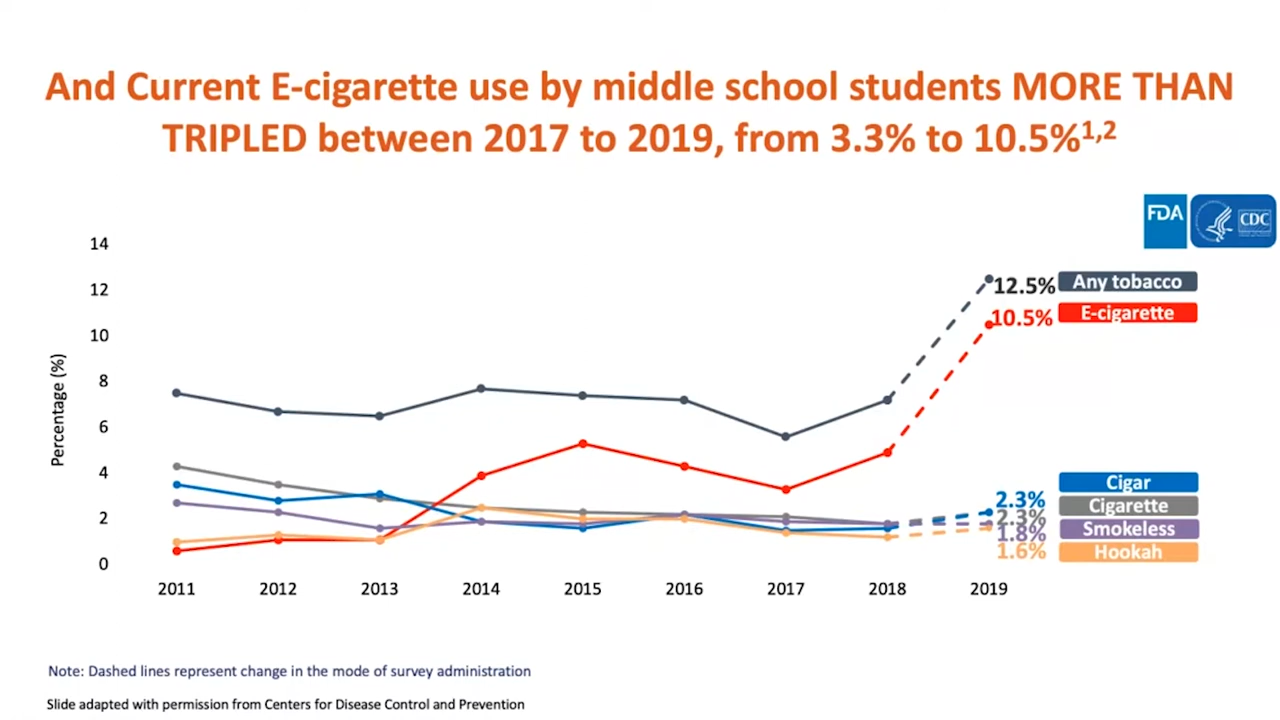 And Current E-cigarette use by middle school students MORE THAN
TRIPLED between 2017 to 2019, from 3.3% to 10.5%1,2
FDA
CDC
14
12
10
8
6
4
2
0
Percentage (%)
12.5% Any tobacco
10.5% E-cigarette
2.3% Cigar
2.3% Cigarette
1.8% Smokeless
1.6% Hookah
2011 2012 2013 2014 2015 2016 2017 2018 2019
Note: Dashed lines represent change in the mode of survey administration
Slide adapted with permission from Centers for Disease Control and Prevention